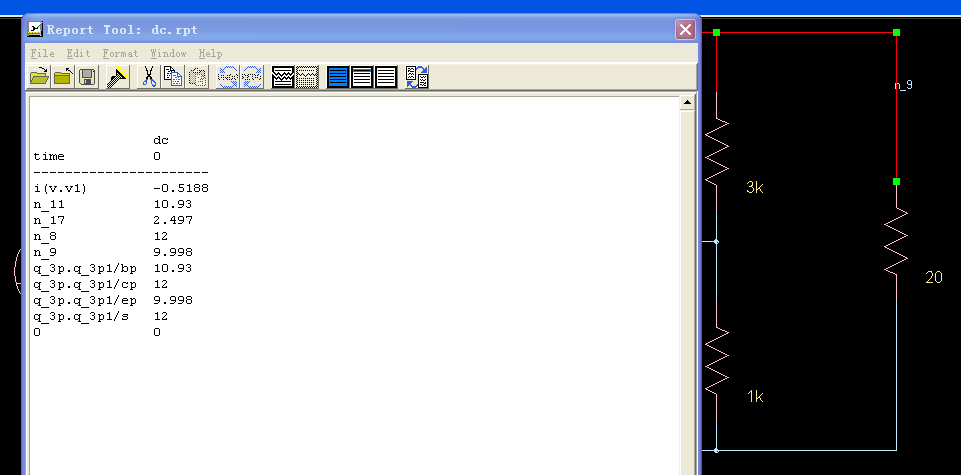 Report Tool: dc.rpt
File Edit Format Window Help
dc
time 0
----------------------
i(v.v1) -0.5188
n_11 10.93
n_17 2.497
n_8 12
n_9 9.998
q_3p.q_3p1/bp 10.93
q_3p.q_3p1/cp 12
q_3p.q_3p1/ep 9.998
q_3p.q_3p1/s 12
0 0
n_9
3k
20
1k